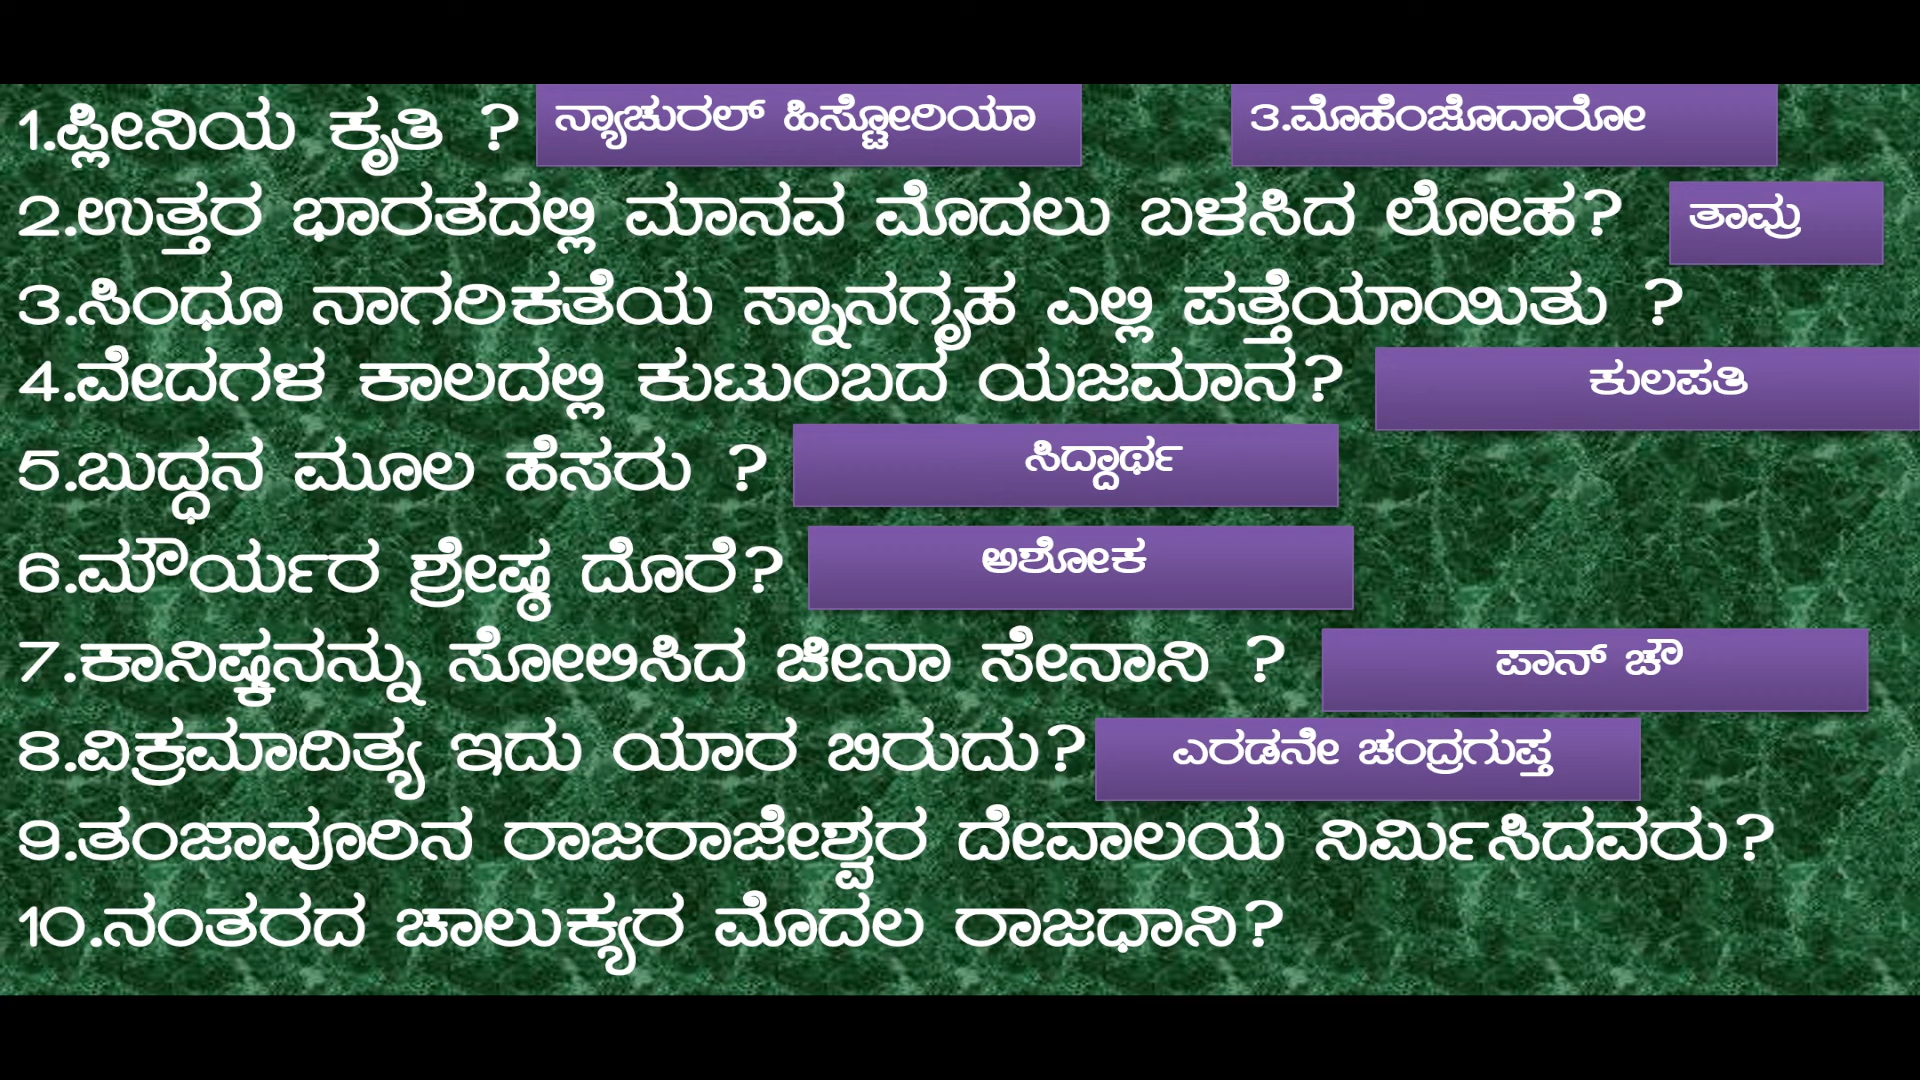 1.ಪ್ಲೀನಿಯ ಕೃತಿ ? ನ್ಯಾಚುರಲ್ ಹಿಸ್ಟೋರಿಯಾ 3.ಮೊಹೆಂಜೊದಾರೋ
2.ಉತ್ತರ ಭಾರತದಲ್ಲಿ ಮಾನವ ಮೊದಲು ಬಳಸಿದ ಲೋಹ? ತಾಮ್ರ
3.ಸಿಂಧೂ ನಾಗರಿಕತೆಯ ಸ್ನಾನಗೃಹ ಎಲ್ಲಿ ಪತ್ತೆಯಾಯಿತು ?
4.ವೇದಗಳ ಕಾಲದಲ್ಲಿ ಕುಟುಂಬದ ಯಜಮಾನ? ಕುಲಪತಿ
5.ಬುದ್ಧನ ಮೂಲ ಹೆಸರು ? ಸಿದ್ದಾರ್ಥ
6.ಮೌರ್ಯರ ಶ್ರೇಷ್ಠ ದೊರೆ? ಅಶೋಕ
7.ಕಾನಿಷ್ಕನನ್ನು ಸೋಲಿಸಿದ ಚೀನಾ ಸೇನಾನಿ ? ಪಾನ್ ಚೌ
8.ವಿಕ್ರಮಾದಿತ್ಯ ಇದು ಯಾರ ಬಿರುದು? ಎರಡನೇ ಚಂದ್ರಗುಪ್ತ
9.ತಂಜಾವೂರಿನ ರಾಜರಾಜೇಶ್ವರ ದೇವಾಲಯ ನಿರ್ಮಿಸಿದವರು?
10.ನಂತರದ ಚಾಲುಕ್ಯರ ಮೊದಲ ರಾಜಧಾನಿ?